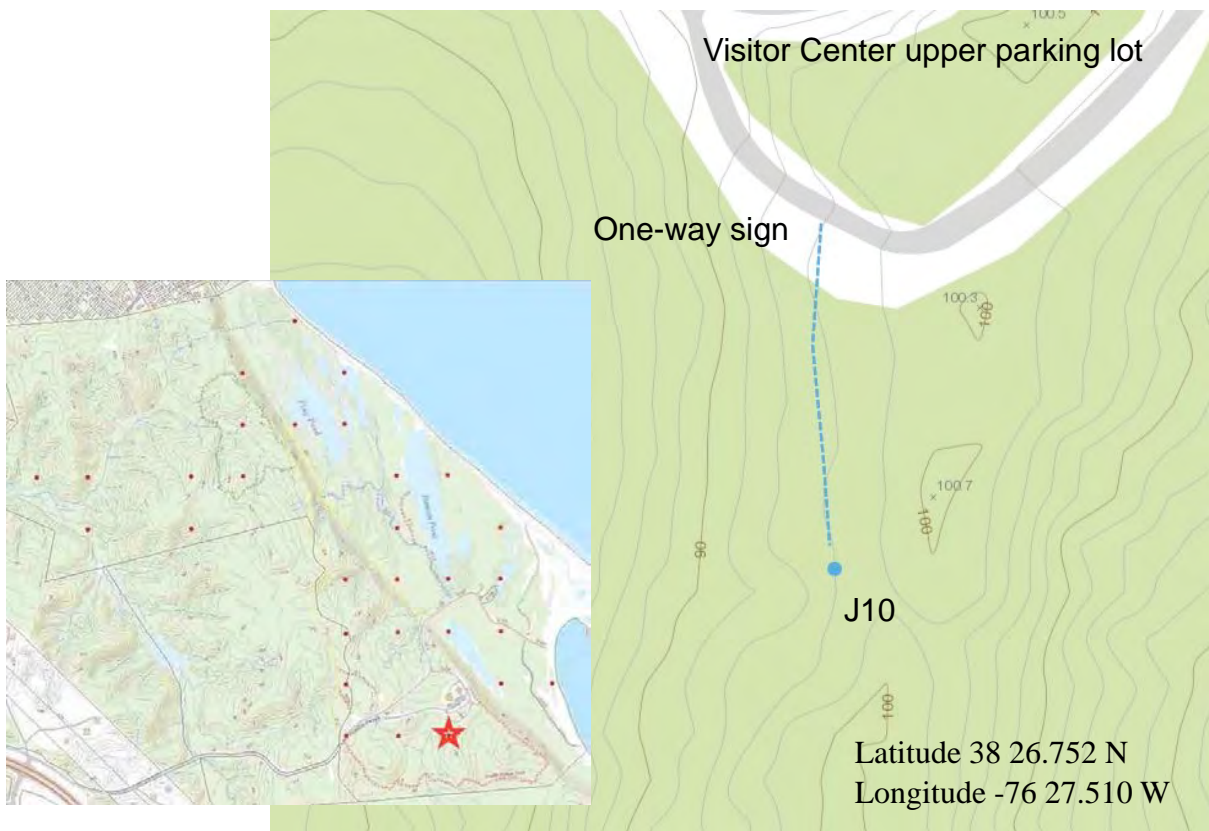 100.5
Visitor Center upper parking lot
One-way sign
100.3
100
100.7
100
90
J10
100
Latitude 38 26.752 N
Longitude -76 27.510 W